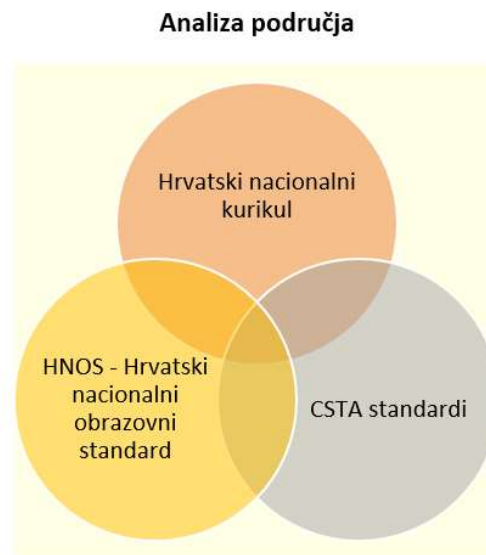 Analiza područja
Hrvatski nacionalni
kurikul
HNOS - Hrvatski
nacionalni
obrazovni
standard
CSTA standardi